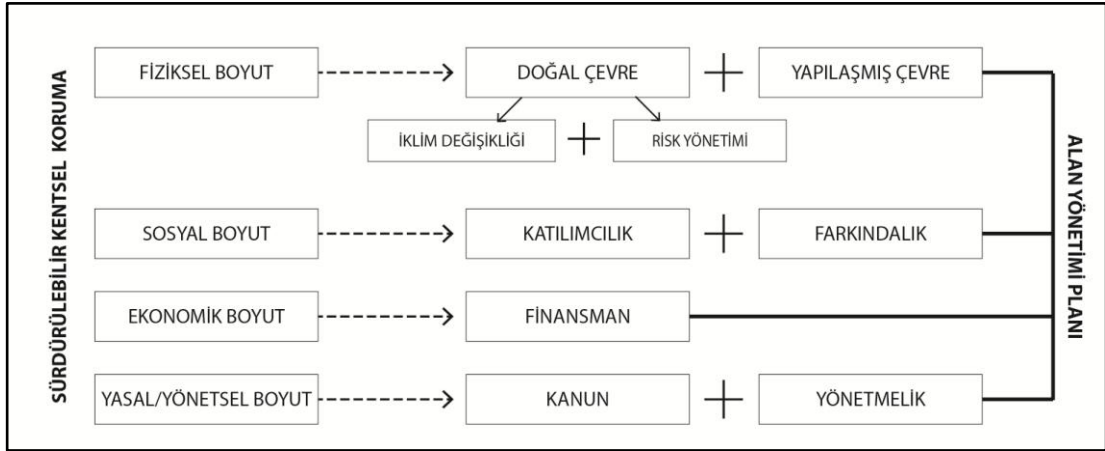 SÜRDÜRÜLEBİLİR KENTSEL KORUMA
FİZİKSEL BOYUT
DOĞAL ÇEVRE
+
YAPILAŞMIŞ ÇEVRE
İKLİM DEĞİŞİKLİĞİ
+
RİSK YÖNETİMİ
SOSYAL BOYUT
KATILIMCILIK
+
FARKINDALIK
EKONOMİK BOYUT
FİNANSMAN
YASAL/YÖNETSEL BOYUT
KANUN
+
YÖNETMELİK
ALAN YÖNETİMİ PLANI